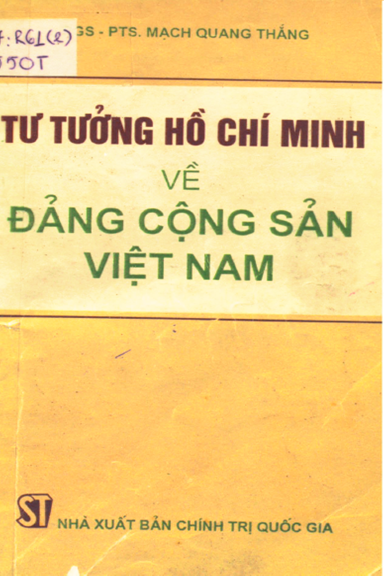 GS - PTS. MẠCH QUANG THẮNG
TƯ TƯỞNG HỒ CHÍ MINH
VỀ
ĐẢNG CỘNG SẢN
VIỆT NAM
ST
NHÀ XUẤT BẢN CHÍNH TRỊ QUỐC GIA